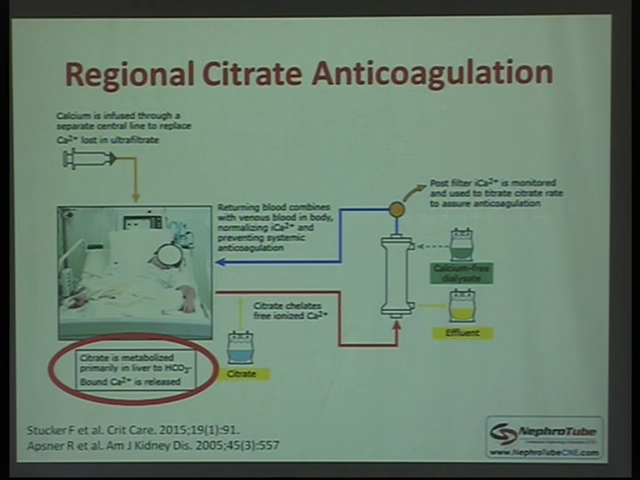 Regional Citrate Anticoagulation
Calcium is infused through a
separate central line to replace
Ca²⁺ lost in ultrafiltrate
Returning blood combines
with venous blood in body,
normalizing iCa²⁺ and
preventing systemic
anticoagulation
Post filter iCa²⁺ is monitored
and used to titrate citrate rate
to assure anticoagulation
Calcium-free
dialysate
Citrate chelates
free ionized Ca²⁺
Effluent
Citrate is metabolized
primarily in liver to HCO₃⁻
Bound Ca²⁺ is released
Citrate
Stucker F et al. Crit Care. 2015;19(1):91.
Apsner R et al. Am J Kidney Dis. 2005;45(3):557
NephroTube
www.NephroTubeCNE.com